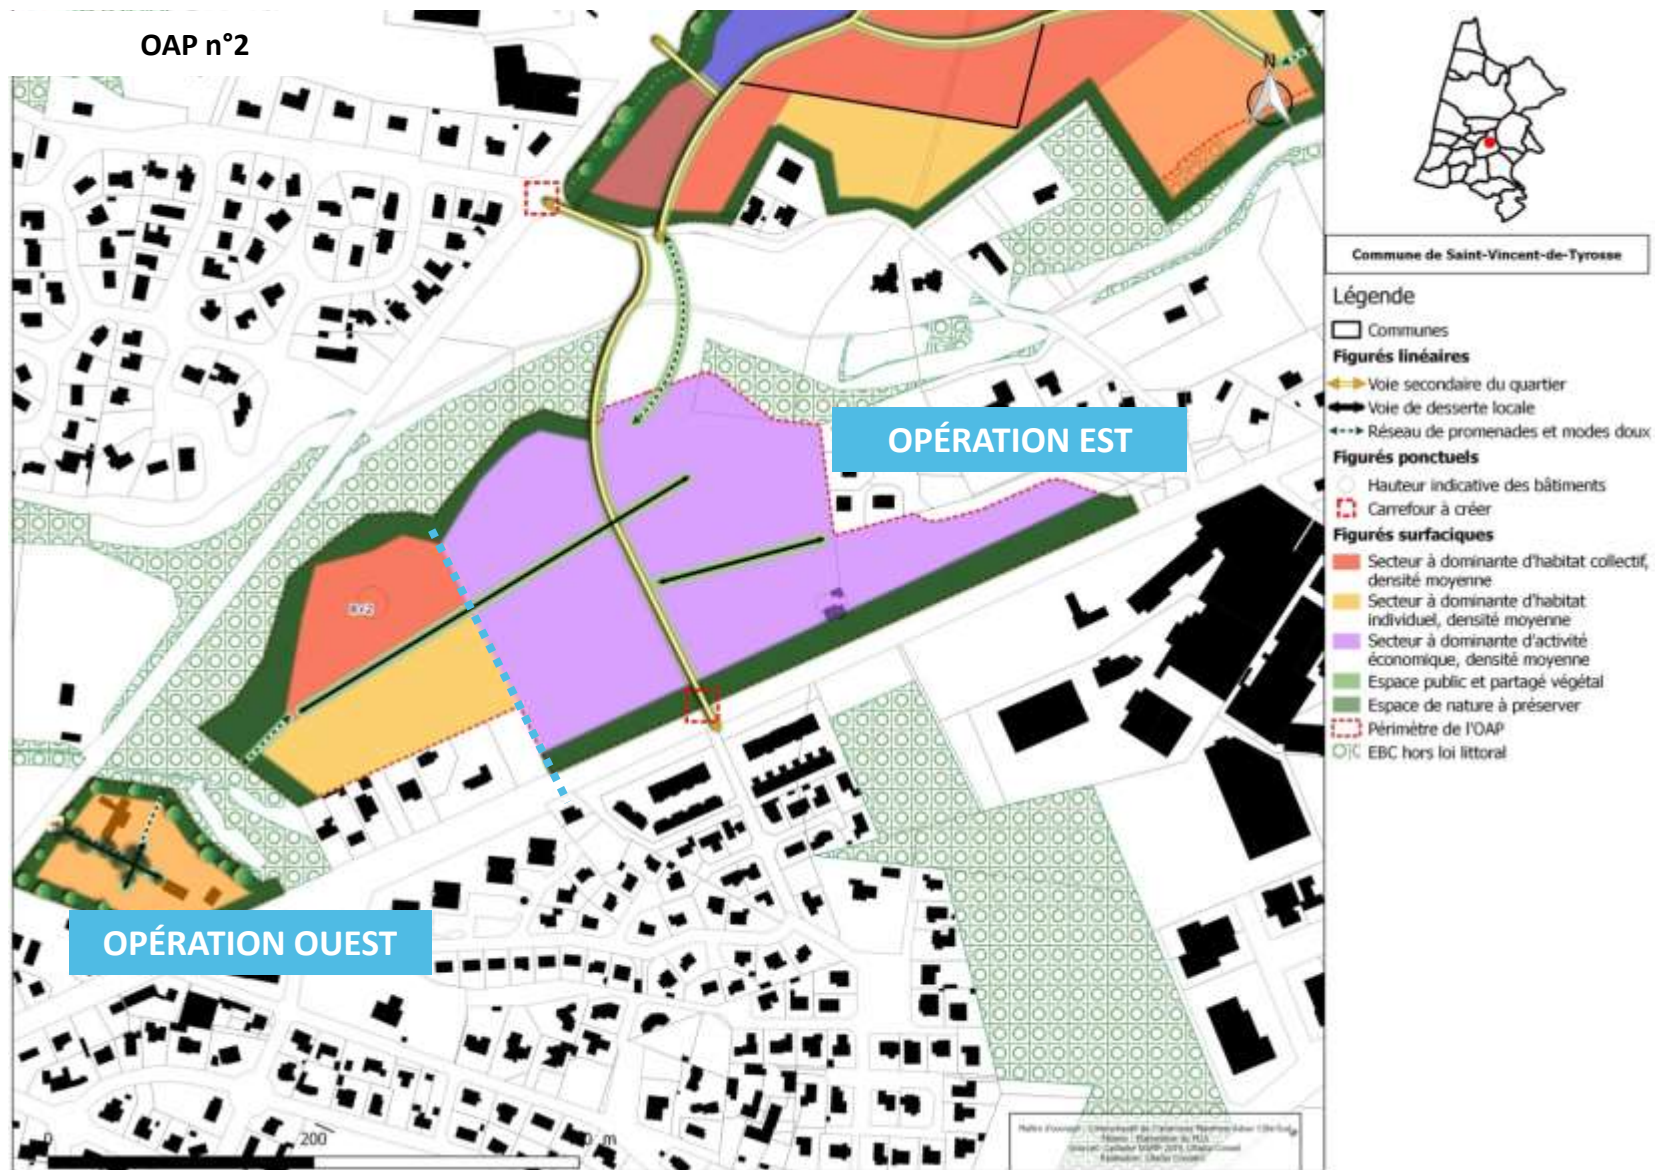 OAP n°2
N
Commune de Saint-Vincent-de-Tyrosse
Légende
Communes
Figurés linéaires
Voie secondaire du quartier
Voie de desserte locale
Réseau de promenades et modes doux
Figurés ponctuels
Hauteur indicative des bâtiments
Carrefour à créer
Figurés surfaciques
Secteur à dominante d'habitat collectif,
densité moyenne
Secteur à dominante d'habitat
individuel, densité moyenne
Secteur à dominante d'activité
économique, densité moyenne
Espace public et partagé végétal
Espace de nature à préserver
Périmètre de l'OAP
EBC hors loi littoral
OPÉRATION EST
R+2
OPÉRATION OUEST
0
200
m